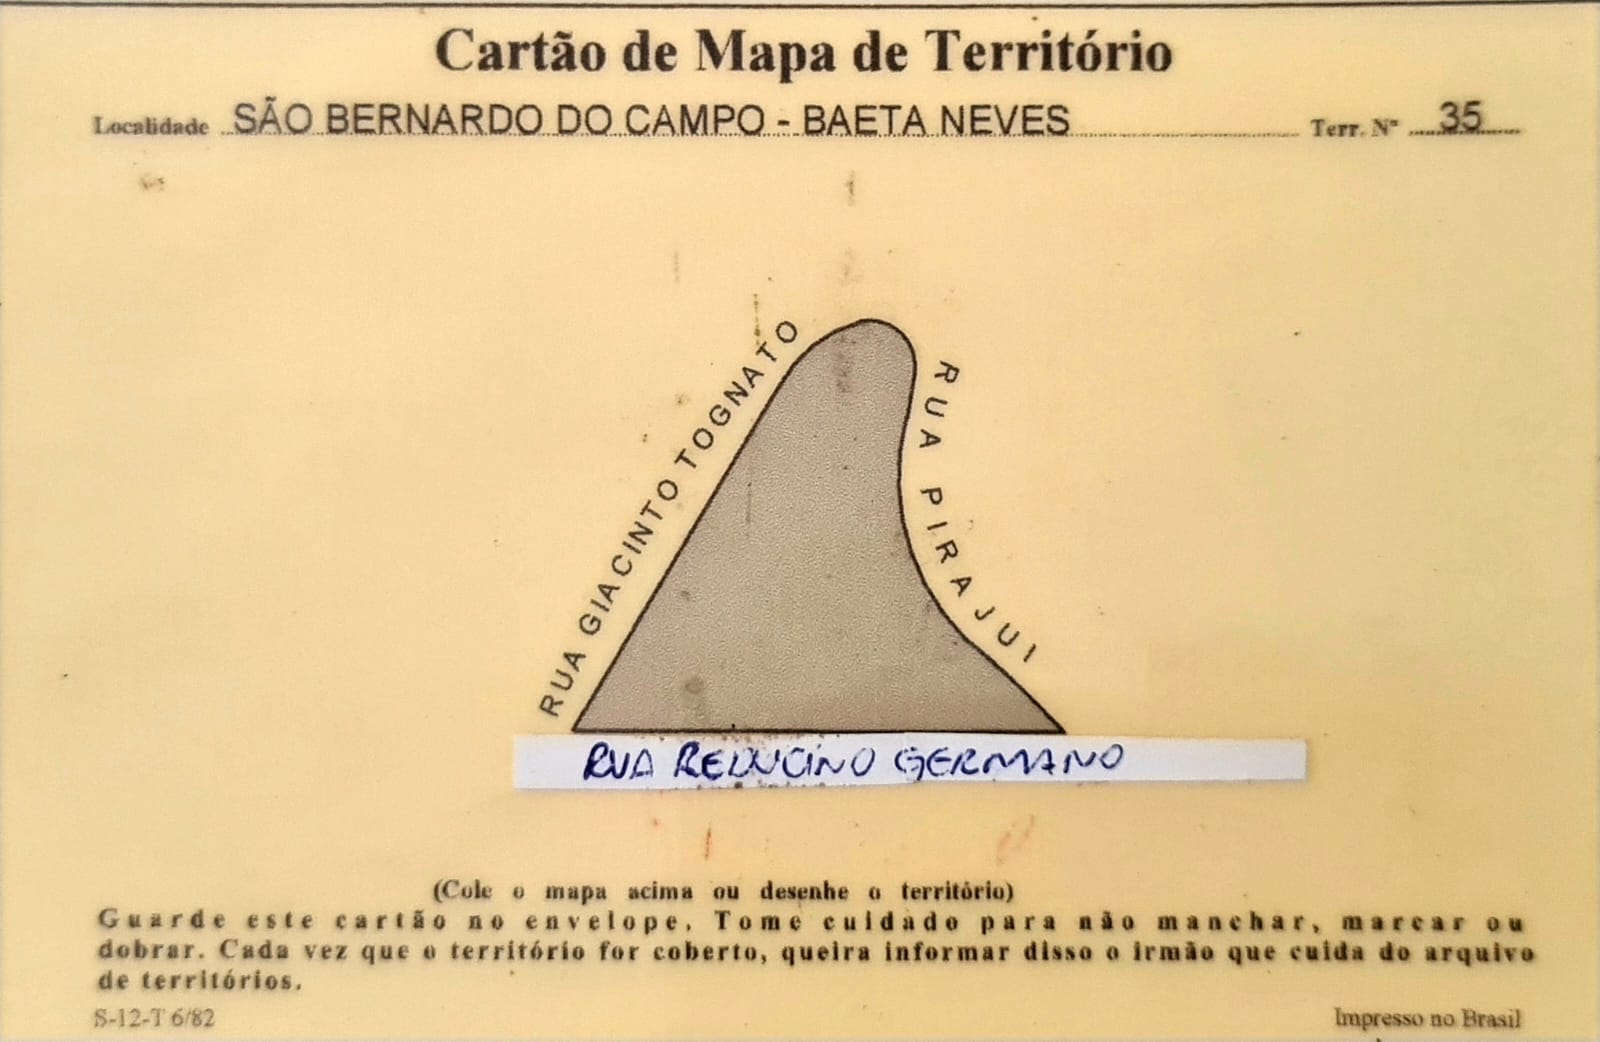 Cartão de Mapa de Território
Localidade SÃO BERNARDO DO CAMPO - BAETA NEVES Terr. Nº 35
RUA GIACINTO TOGNATO
RUA PIRAJUI
RUA REDUCINO GERMANO
(Cole o mapa acima ou desenhe o território)
Guarde este cartão no envelope. Tome cuidado para não manchar, marcar ou
dobrar. Cada vez que o território for coberto, queira informar disso o irmão que cuida do arquivo
de territórios.
S-12-T 6/82
Impresso no Brasil